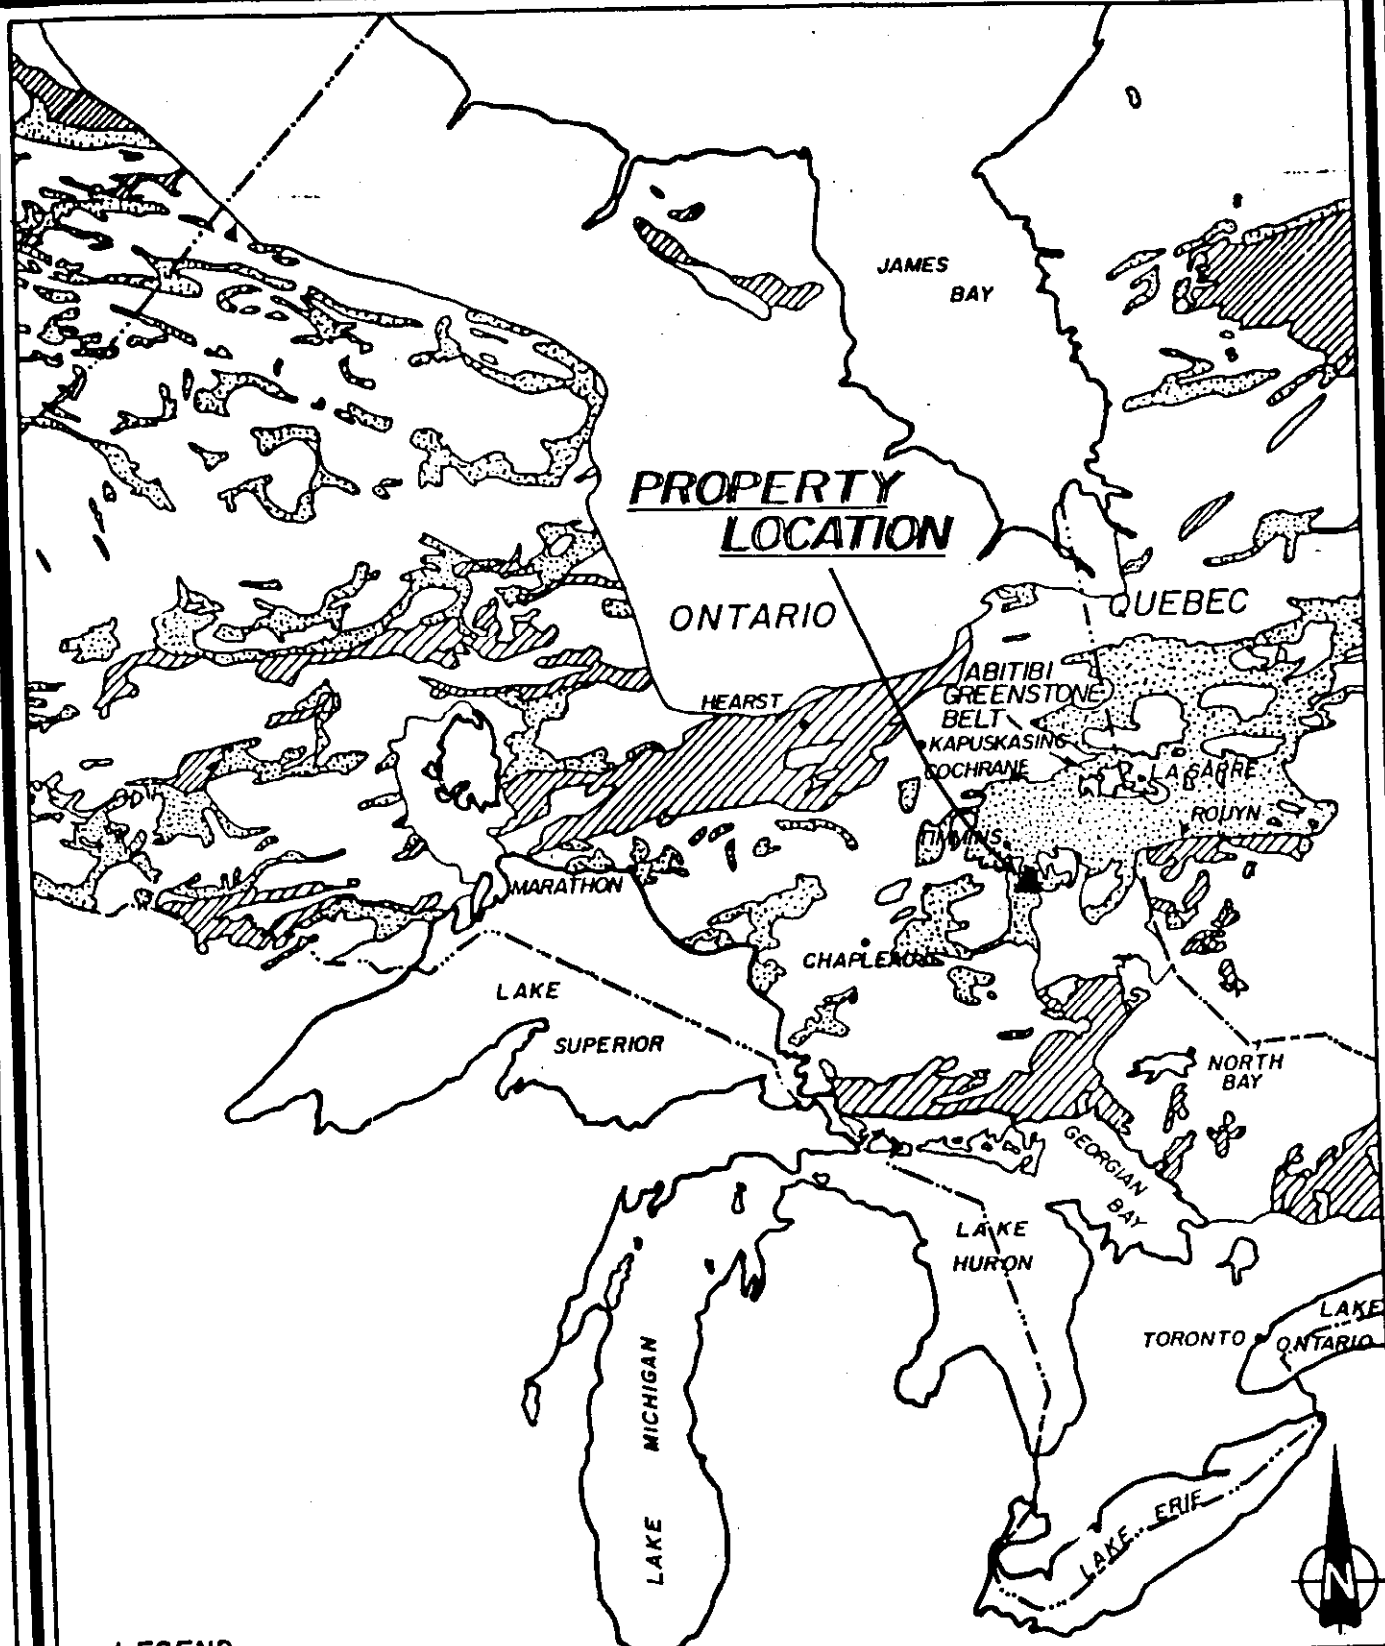 JAMES
BAY
PROPERTY
LOCATION
ONTARIO
QUEBEC
ABITIBI
GREENSTONE
BELT
HEARST
KAPUSKASING
COCHRANE
LA SARRE
ROUYN
TIMMINS
MARATHON
CHAPLEAU
LAKE
SUPERIOR
NORTH
BAY
GEORGIAN
BAY
LAKE
HURON
LAKE
ONTARIO
TORONTO
LAKE MICHIGAN
LAKE ERIE
N
LEGEND